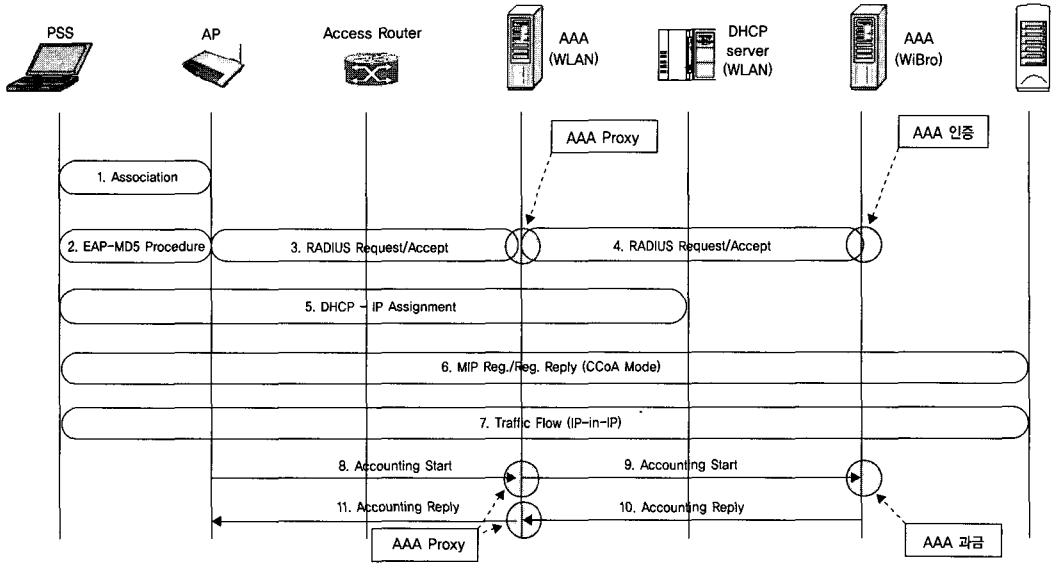 PSS
AP
Access Router
AAA
(WLAN)
DHCP
server
(WLAN)
AAA
(WiBro)
AAA Proxy
AAA 인증
1. Association
2. EAP-MD5 Procedure
3. RADIUS Request/Accept
4. RADIUS Request/Accept
5. DHCP - IP Assignment
6. MIP Reg./Reg. Reply (CCoA Mode)
7. Traffic Flow (IP-in-IP)
8. Accounting Start
9. Accounting Start
11. Accounting Reply
10. Accounting Reply
AAA Proxy
AAA 과금